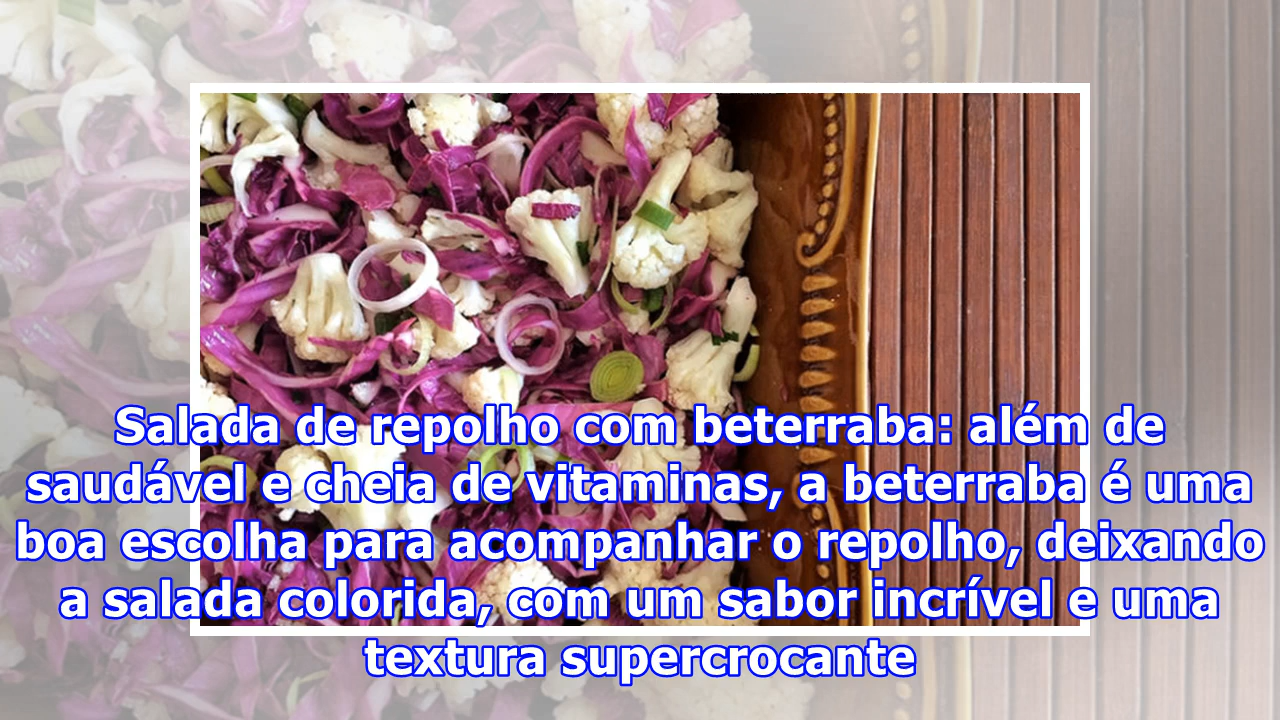 Salada de repolho com beterraba: além de
saudável e cheia de vitaminas, a beterraba é uma
boa escolha para acompanhar o repolho, deixando
a salada colorida, com um sabor incrível e uma
textura supercrocante